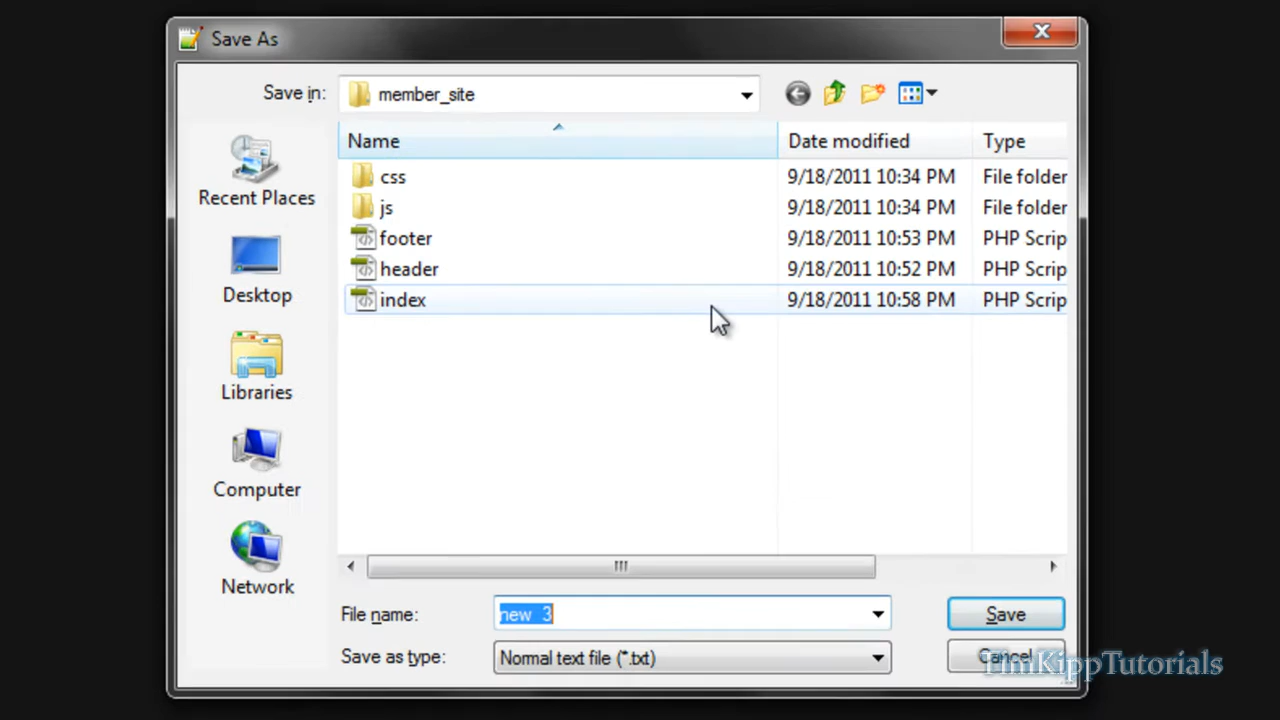 Save As
Save in: member_site
Name Date modified Type
css 9/18/2011 10:34 PM File folder
js 9/18/2011 10:34 PM File folder
footer 9/18/2011 10:53 PM PHP Scrip
header 9/18/2011 10:52 PM PHP Scrip
index 9/18/2011 10:58 PM PHP Scrip
Recent Places
Desktop
Libraries
Computer
Network
File name: new 3 Save
Save as type: Normal text file (*.txt) Cancel
TimKippTutorials